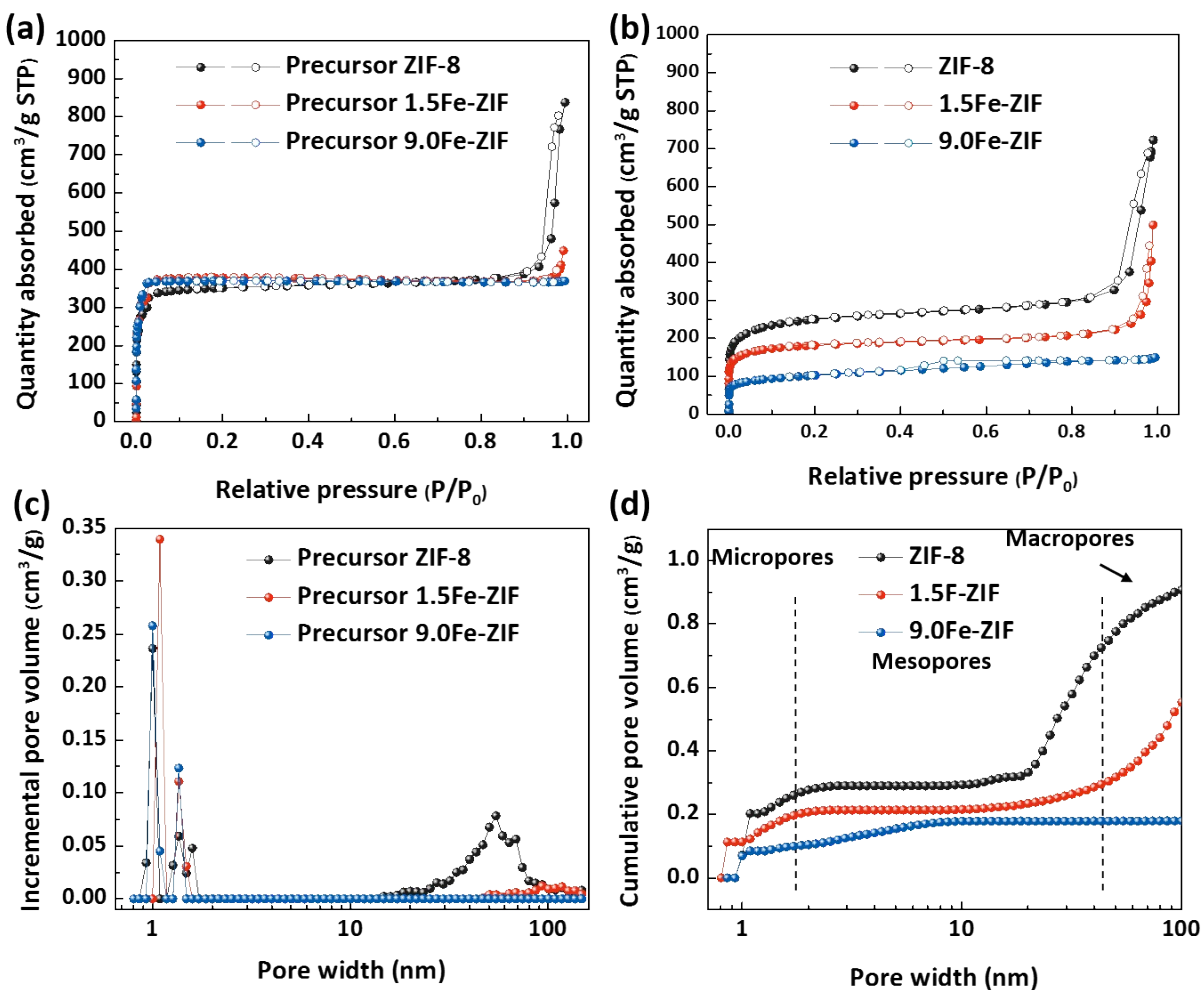 (a)
1000
900
800
700
600
500
400
300
200
100
0
Quantity absorbed (cm³/g STP)
Precursor ZIF-8
Precursor 1.5Fe-ZIF
Precursor 9.0Fe-ZIF
0.0 0.2 0.4 0.6 0.8 1.0
Relative pressure (P/P₀)
(b)
1000
900
800
700
600
500
400
300
200
100
0
Quantity absorbed (cm³/g STP)
ZIF-8
1.5Fe-ZIF
9.0Fe-ZIF
0.0 0.2 0.4 0.6 0.8 1.0
Relative pressure (P/P₀)
(c)
0.35
0.30
0.25
0.20
0.15
0.10
0.05
0.00
Incremental pore volume (cm³/g)
Precursor ZIF-8
Precursor 1.5Fe-ZIF
Precursor 9.0Fe-ZIF
1 10 100
Pore width (nm)
(d)
1.0
0.8
0.6
0.4
0.2
0.0
Cumulative pore volume (cm³/g)
Micropores
Macropores
ZIF-8
1.5F-ZIF
9.0Fe-ZIF
Mesopores
1 10 100
Pore width (nm)